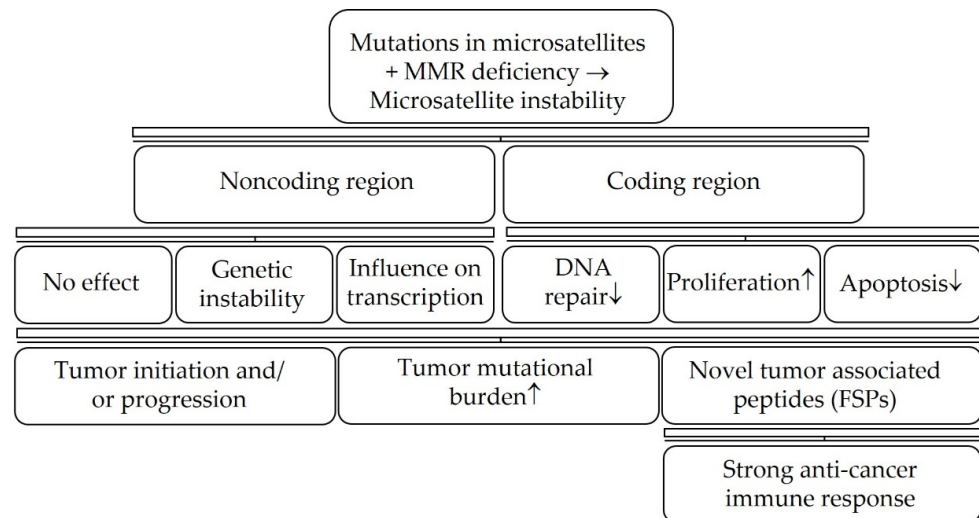 Mutations in microsatellites
+ MMR deficiency →
Microsatellite instability
Noncoding region
Coding region
No effect
Genetic
instability
Influence on
transcription
DNA
repair↓
Proliferation↑
Apoptosis↓
Tumor initiation and/
or progression
Tumor mutational
burden↑
Novel tumor associated
peptides (FSPs)
Strong anti-cancer
immune response